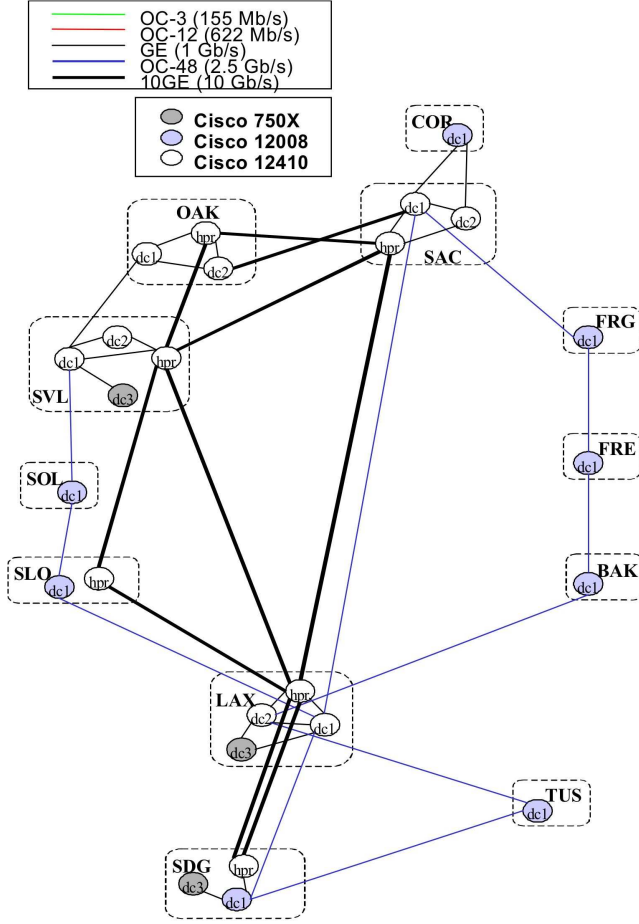 OC-3 (155 Mb/s)
OC-12 (622 Mb/s)
GE (1 Gb/s)
OC-48 (2.5 Gb/s)
10GE (10 Gb/s)
Cisco 750X
Cisco 12008
Cisco 12410
COR
dc1
OAK
hpr
dc1
dc2
dc1
dc2
hpr
SAC
FRG
dc1
dc2
dc1
hpr
dc3
SVL
FRE
dc1
SOL
dc1
SLO
hpr
dc1
BAK
dc1
LAX
hpr
dc2
dc1
dc3
TUS
dc1
SDG
hpr
dc3
dc1